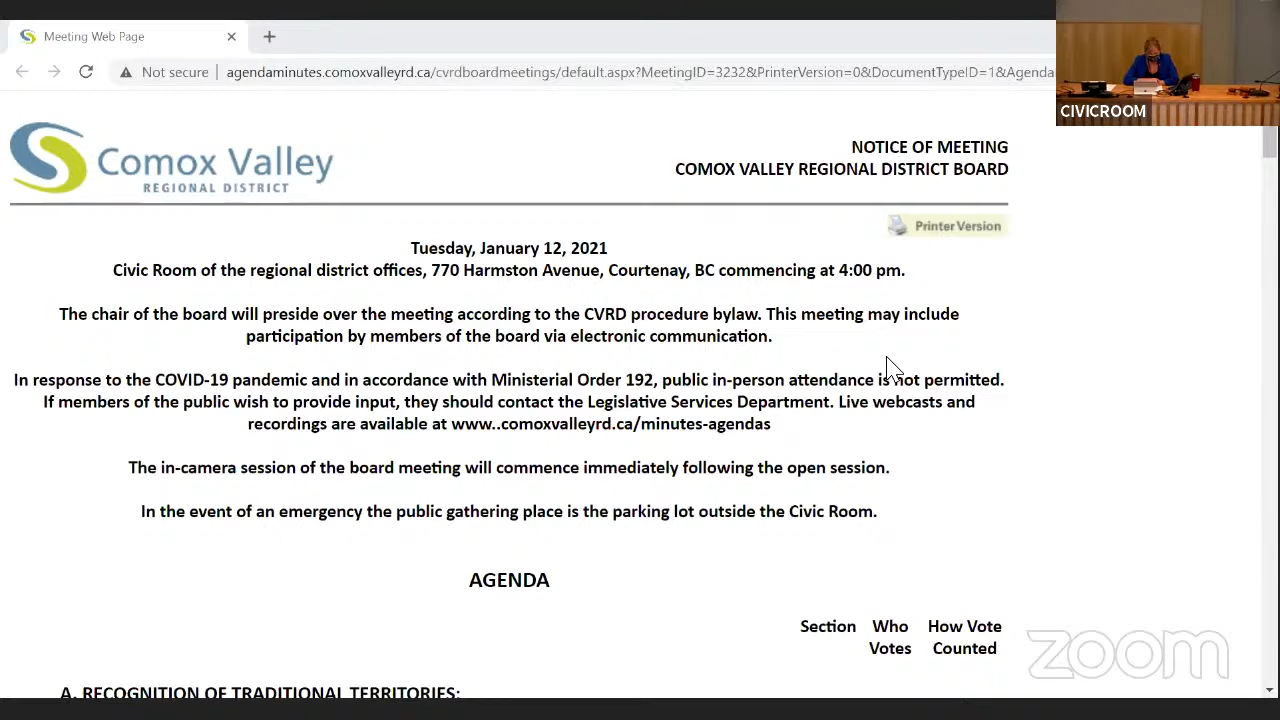 Meeting Web Page
Not secure
agendaminutes.comoxvalleyrd.ca/cvrdboardmeetings/default.aspx?MeetingID=3232&PrinterVersion=0&DocumentTypeID=1&Agenda
CIVICROOM
Comox Valley
REGIONAL DISTRICT
NOTICE OF MEETING
COMOX VALLEY REGIONAL DISTRICT BOARD
Printer Version
Tuesday, January 12, 2021
Civic Room of the regional district offices, 770 Harmston Avenue, Courtenay, BC commencing at 4:00 pm.
The chair of the board will preside over the meeting according to the CVRD procedure bylaw. This meeting may include
participation by members of the board via electronic communication.
In response to the COVID-19 pandemic and in accordance with Ministerial Order 192, public in-person attendance is not permitted.
If members of the public wish to provide input, they should contact the Legislative Services Department. Live webcasts and
recordings are available at www..comoxvalleyrd.ca/minutes-agendas
The in-camera session of the board meeting will commence immediately following the open session.
In the event of an emergency the public gathering place is the parking lot outside the Civic Room.
AGENDA
Section Who How Vote
Votes Counted
zoom
A. RECOGNITION OF TRADITIONAL TERRITORIES: